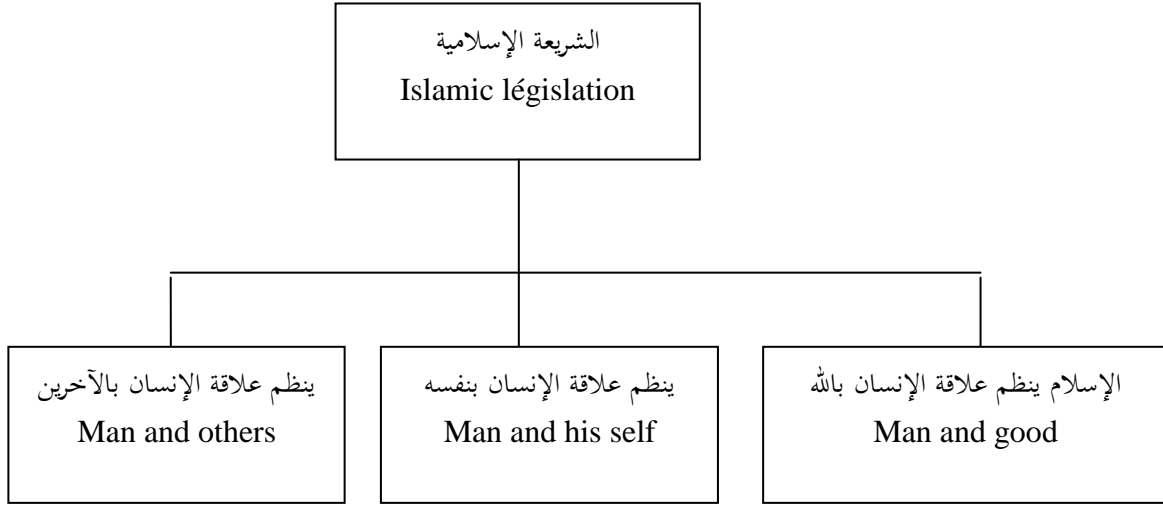 الشريعة الإسلامية
Islamic législation
الإسلام ينظم علاقة الإنسان بالله
Man and good
ينظم علاقة الإنسان بنفسه
Man and his self
ينظم علاقة الإنسان بالآخرين
Man and others